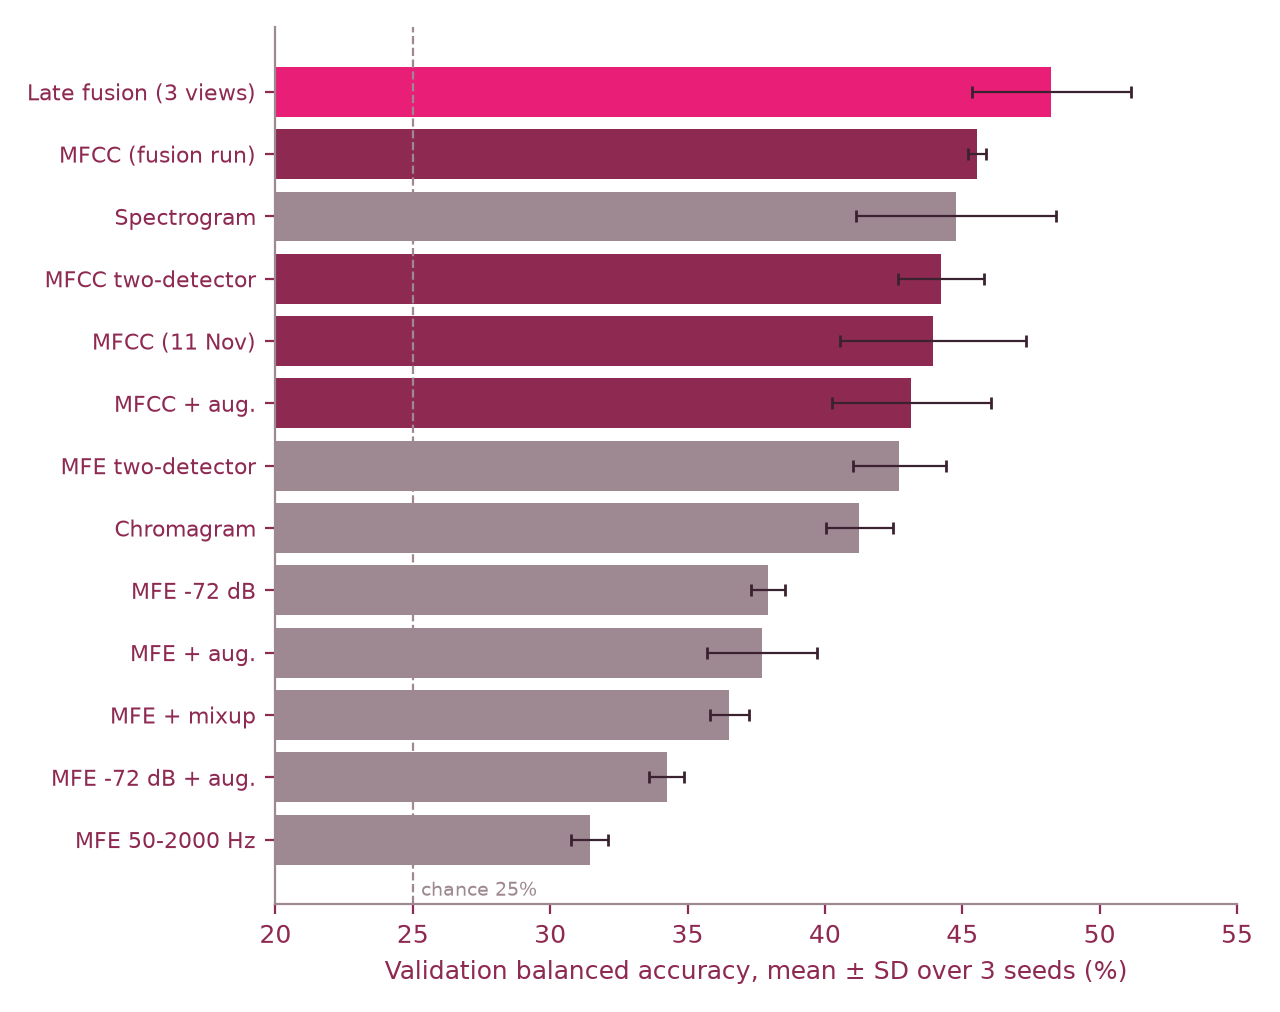 Late fusion (3 views)
MFCC (fusion run)
Spectrogram
MFCC two-detector
MFCC (11 Nov)
MFCC + aug.
MFE two-detector
Chromagram
MFE -72 dB
MFE + aug.
MFE + mixup
MFE -72 dB + aug.
MFE 50-2000 Hz
chance 25%
20 25 30 35 40 45 50 55
Validation balanced accuracy, mean ± SD over 3 seeds (%)